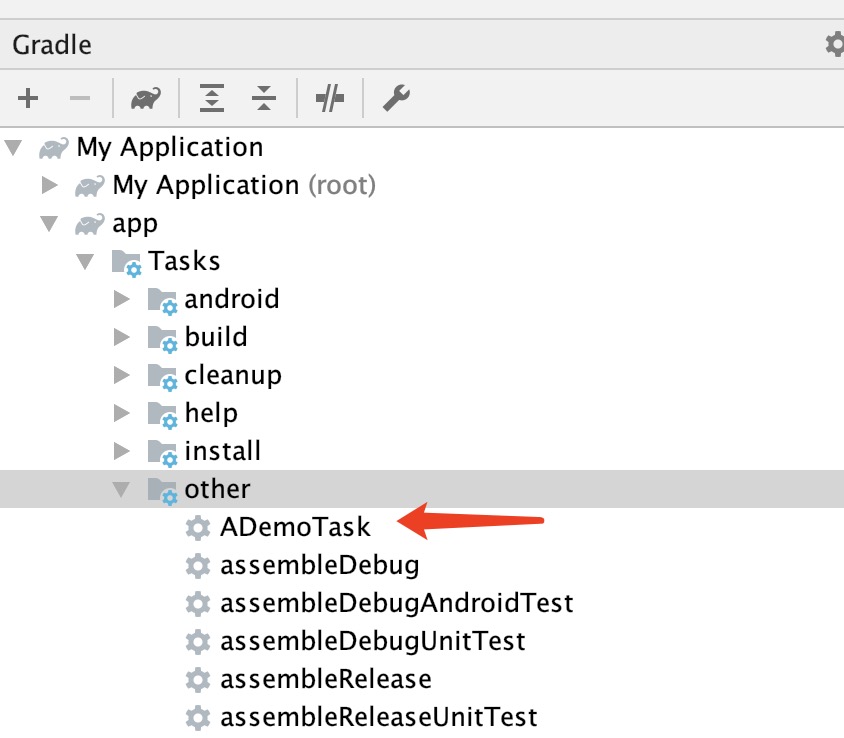 Gradle
My Application
My Application (root)
app
Tasks
android
build
cleanup
help
install
other
ADemoTask
assembleDebug
assembleDebugAndroidTest
assembleDebugUnitTest
assembleRelease
assembleReleaseUnitTest